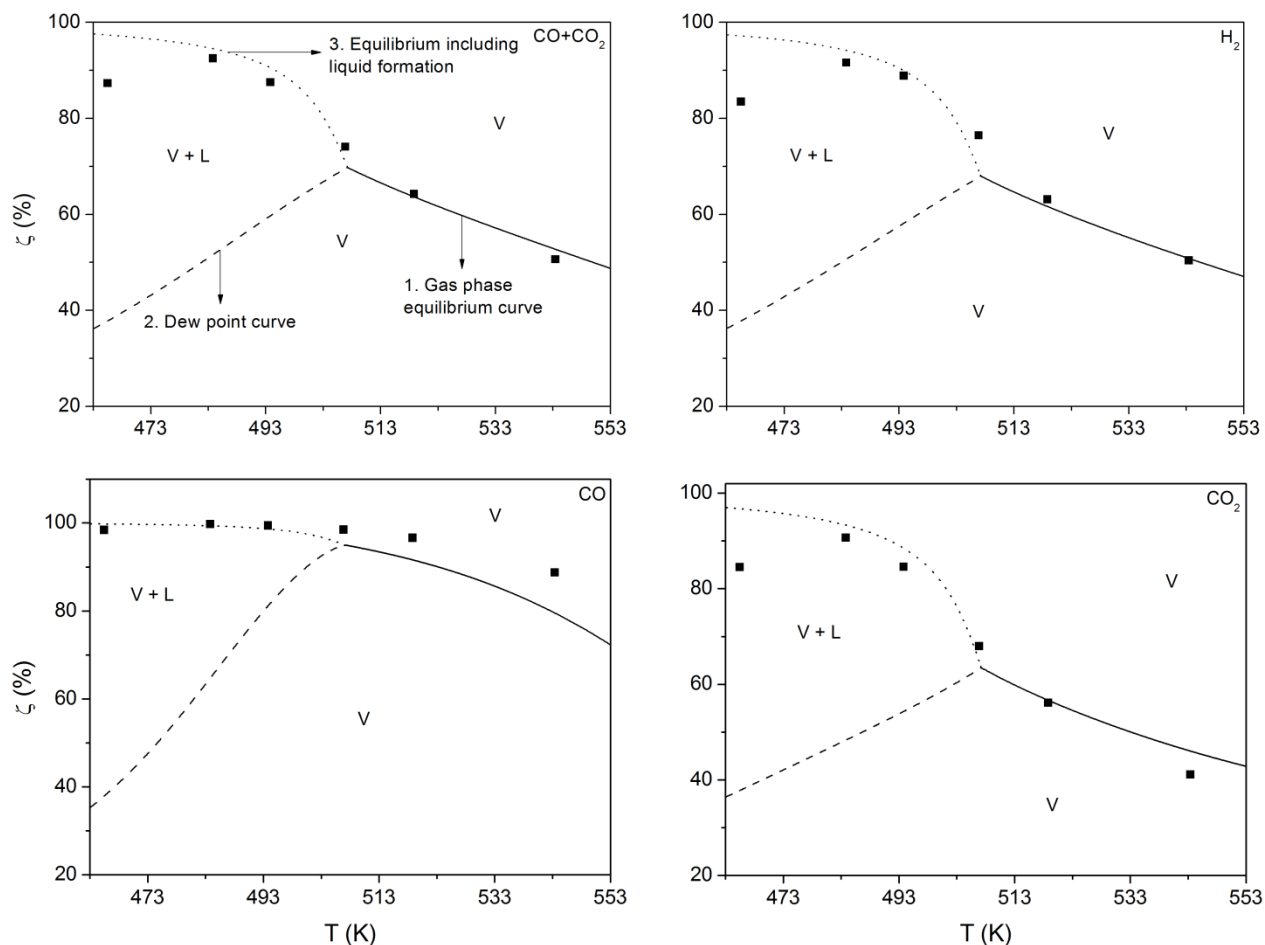 100
80
60
40
20
ζ (%)
CO+CO₂
3. Equilibrium including
liquid formation
V
V + L
V
1. Gas phase
equilibrium curve
2. Dew point curve
473 493 513 533 553
100
80
60
40
20
H₂
V
V + L
V
473 493 513 533 553
100
80
60
40
20
ζ (%)
CO
V
V + L
V
473 493 513 533 553
T (K)
100
80
60
40
20
CO₂
V
V + L
V
473 493 513 533 553
T (K)